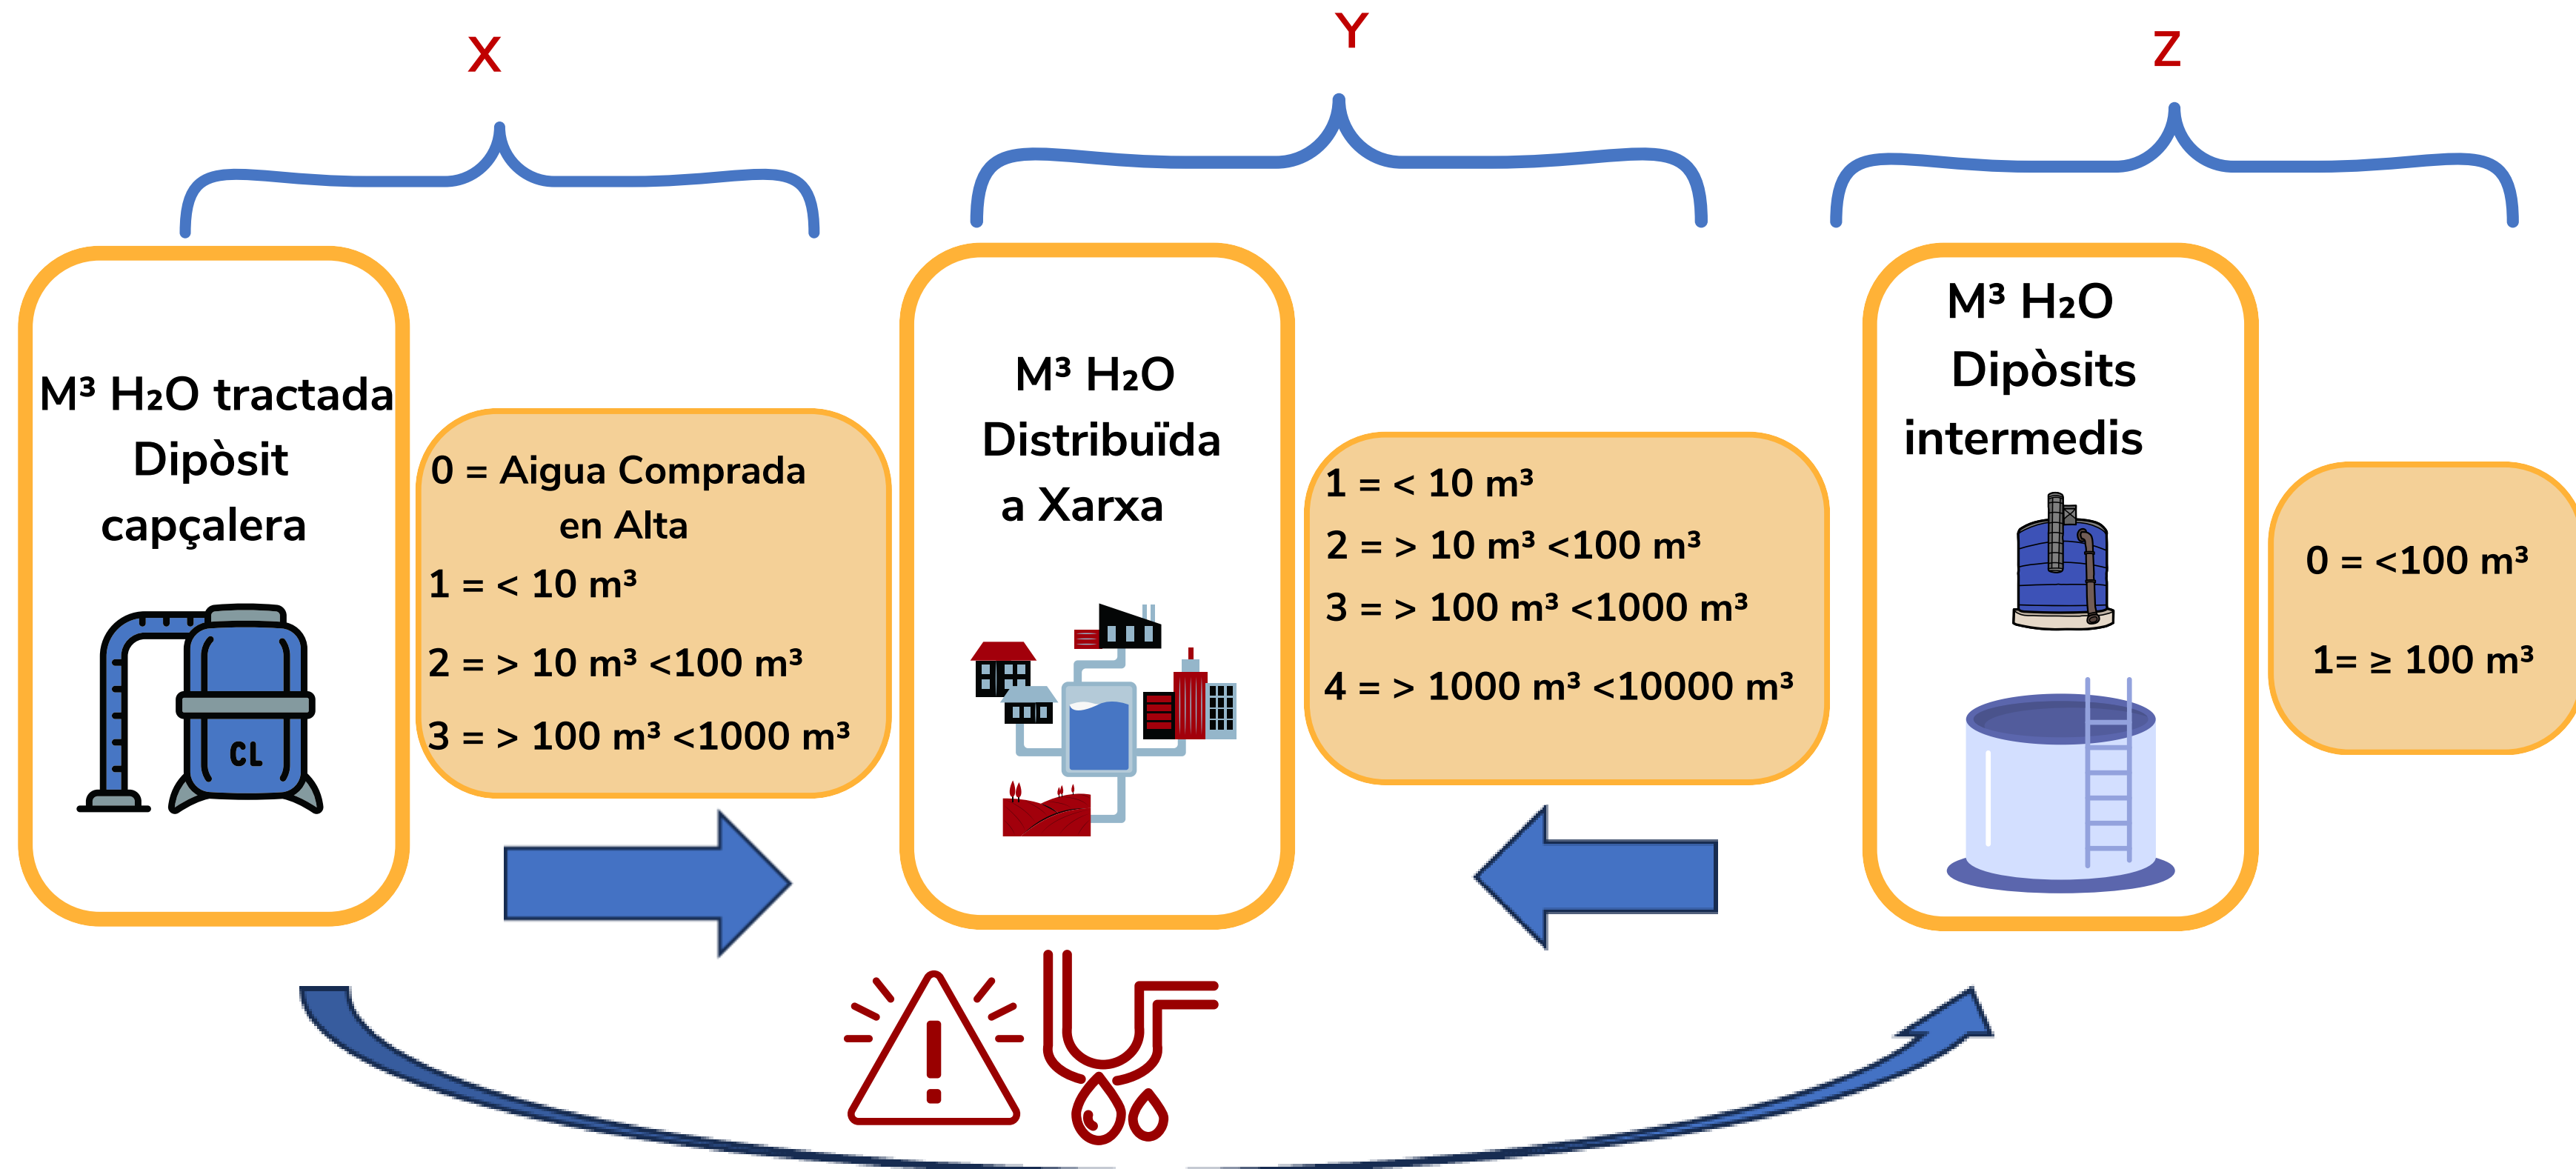 X
Y
Z
M³ H₂O tractada
Dipòsit
capçalera
CL
0 = Aigua Comprada
en Alta
1 = < 10 m³
2 = > 10 m³ <100 m³
3 = > 100 m³ <1000 m³
M³ H₂O
Distribuïda
a Xarxa
1 = < 10 m³
2 = > 10 m³ <100 m³
3 = > 100 m³ <1000 m³
4 = > 1000 m³ <10000 m³
M³ H₂O
Dipòsits
intermedis
0 = <100 m³
1= ≥ 100 m³